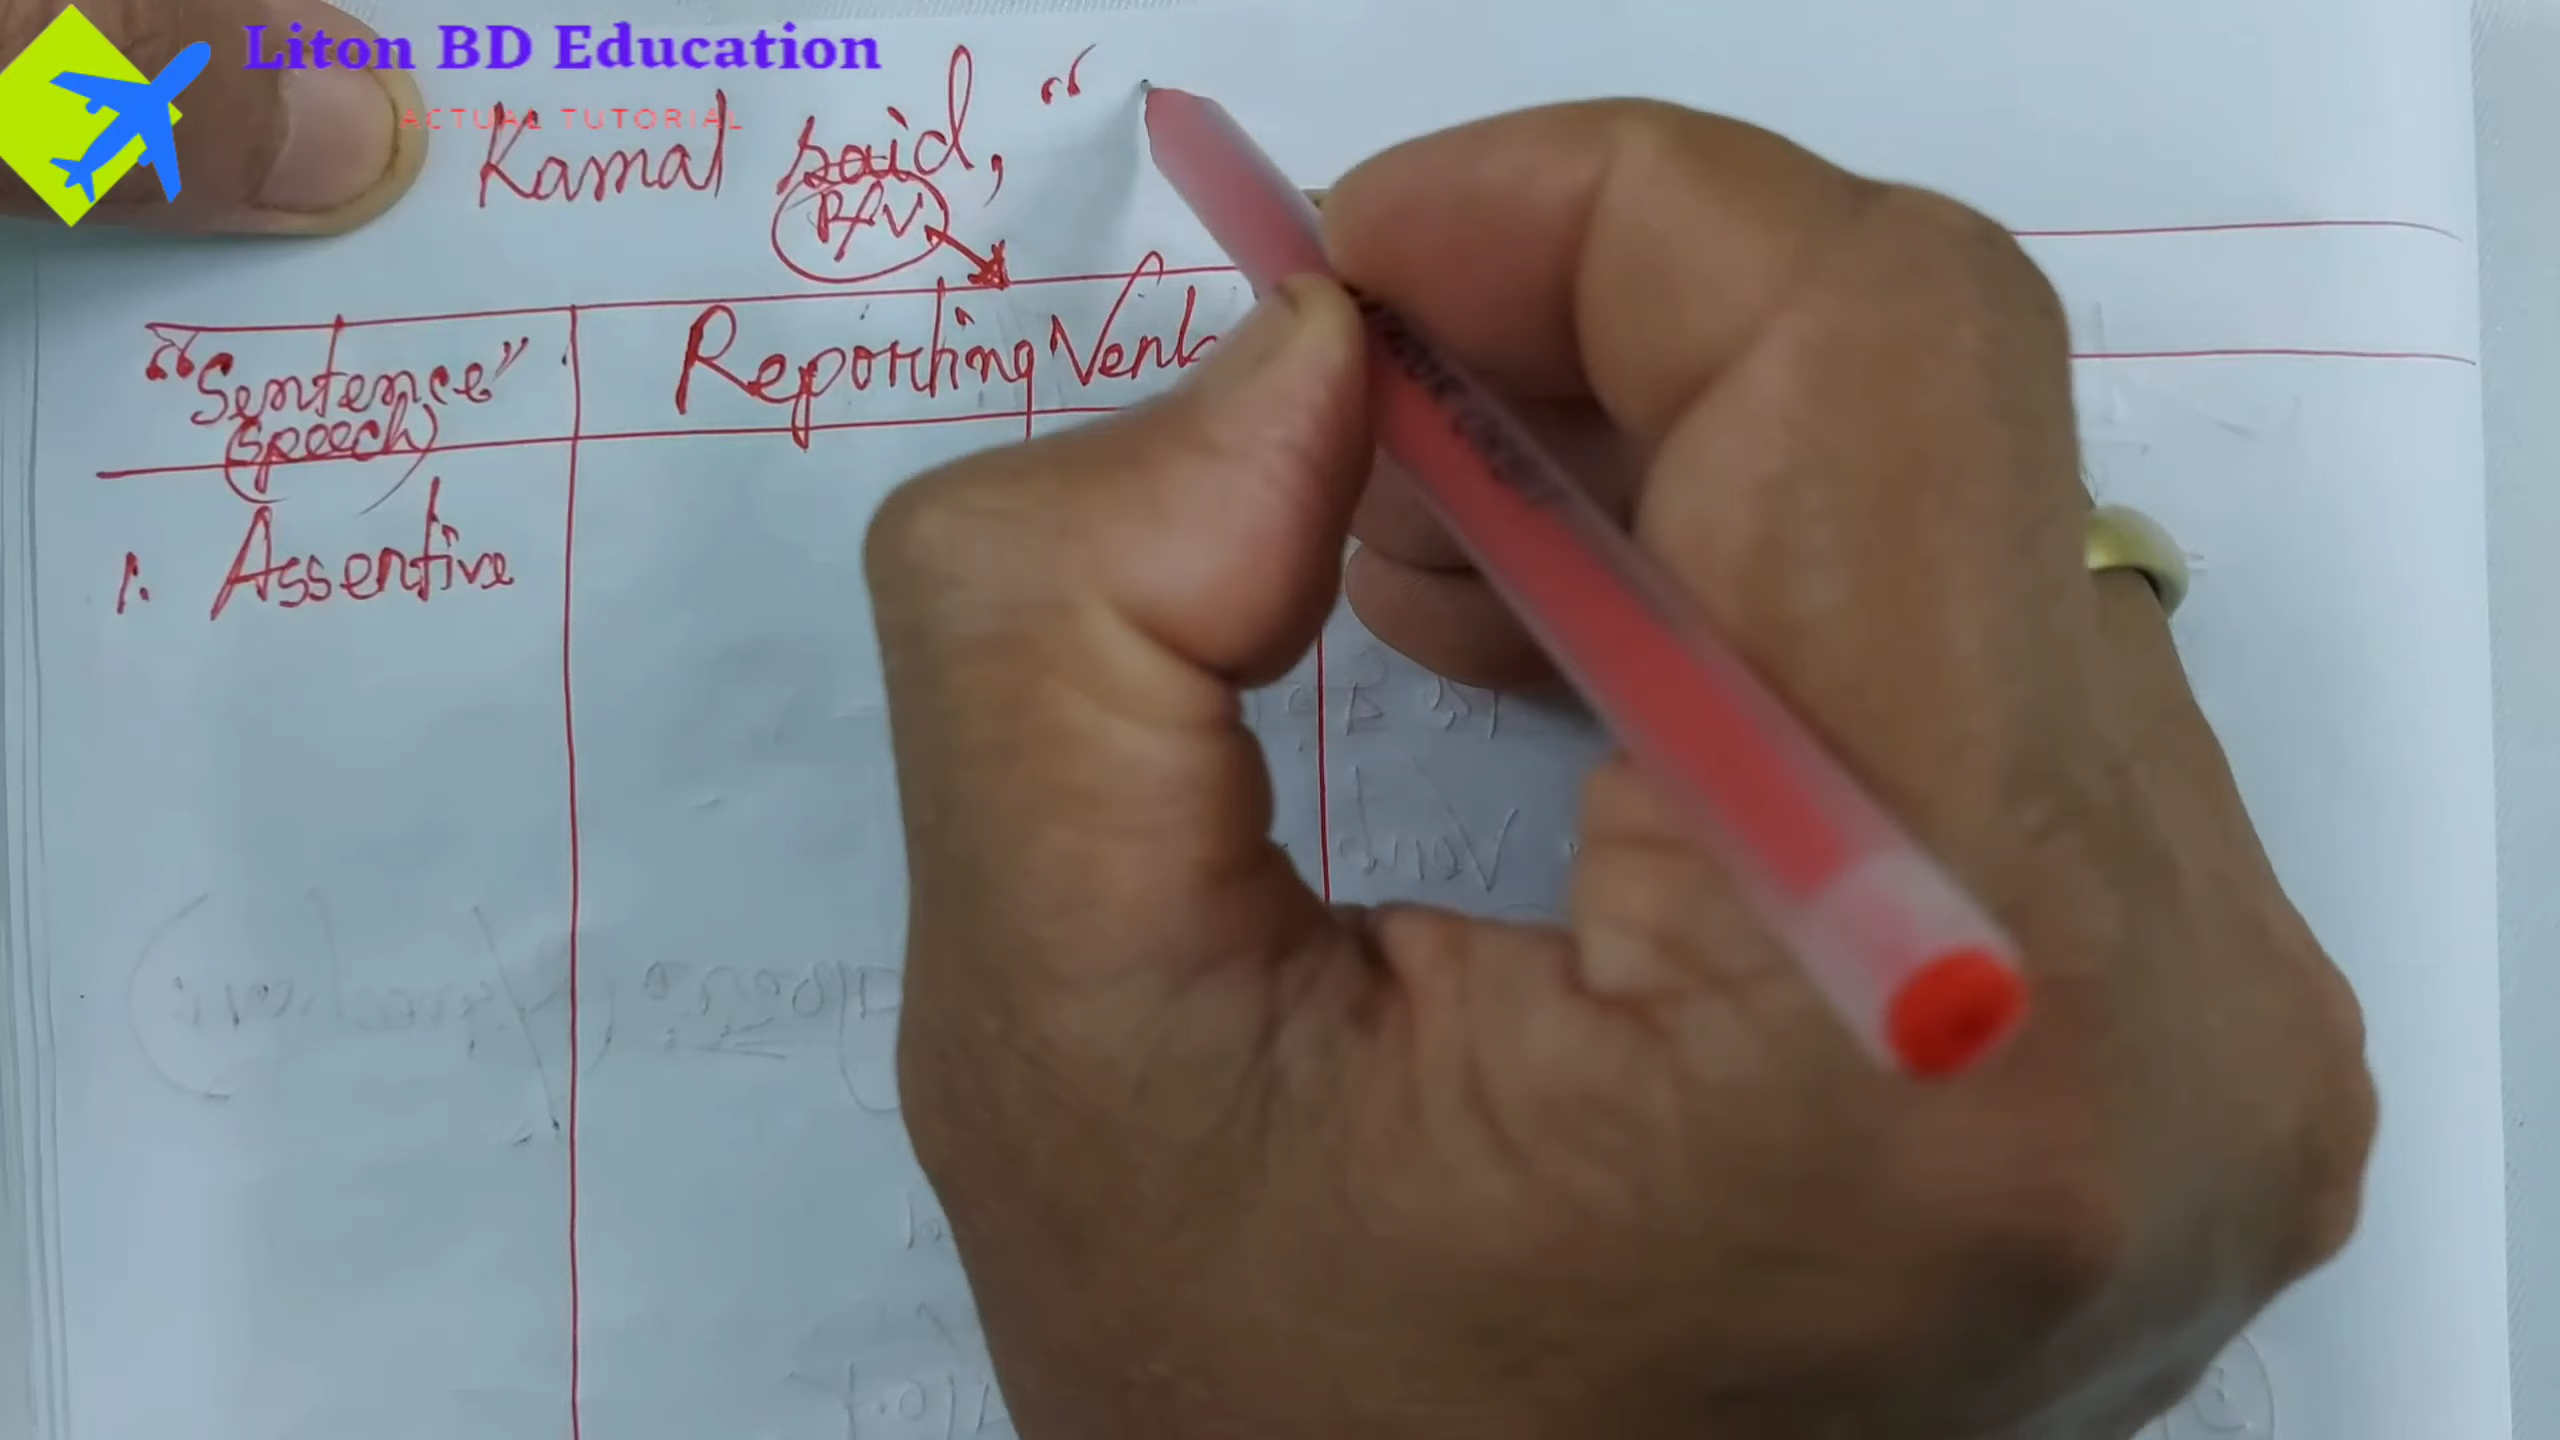 Liton BD Education
ACTUAL TUTORIAL
Kamal said, "
R/V
"Sentence" Reporting Verb
(Speech)
1. Assertive